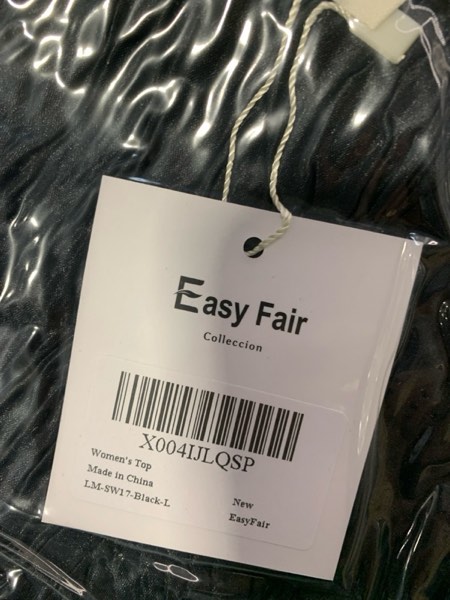 Easy Fair
Colleccion
X004IJLQSP
Women's Top
Made in China
LM-SW17-Black-L
New
EasyFair